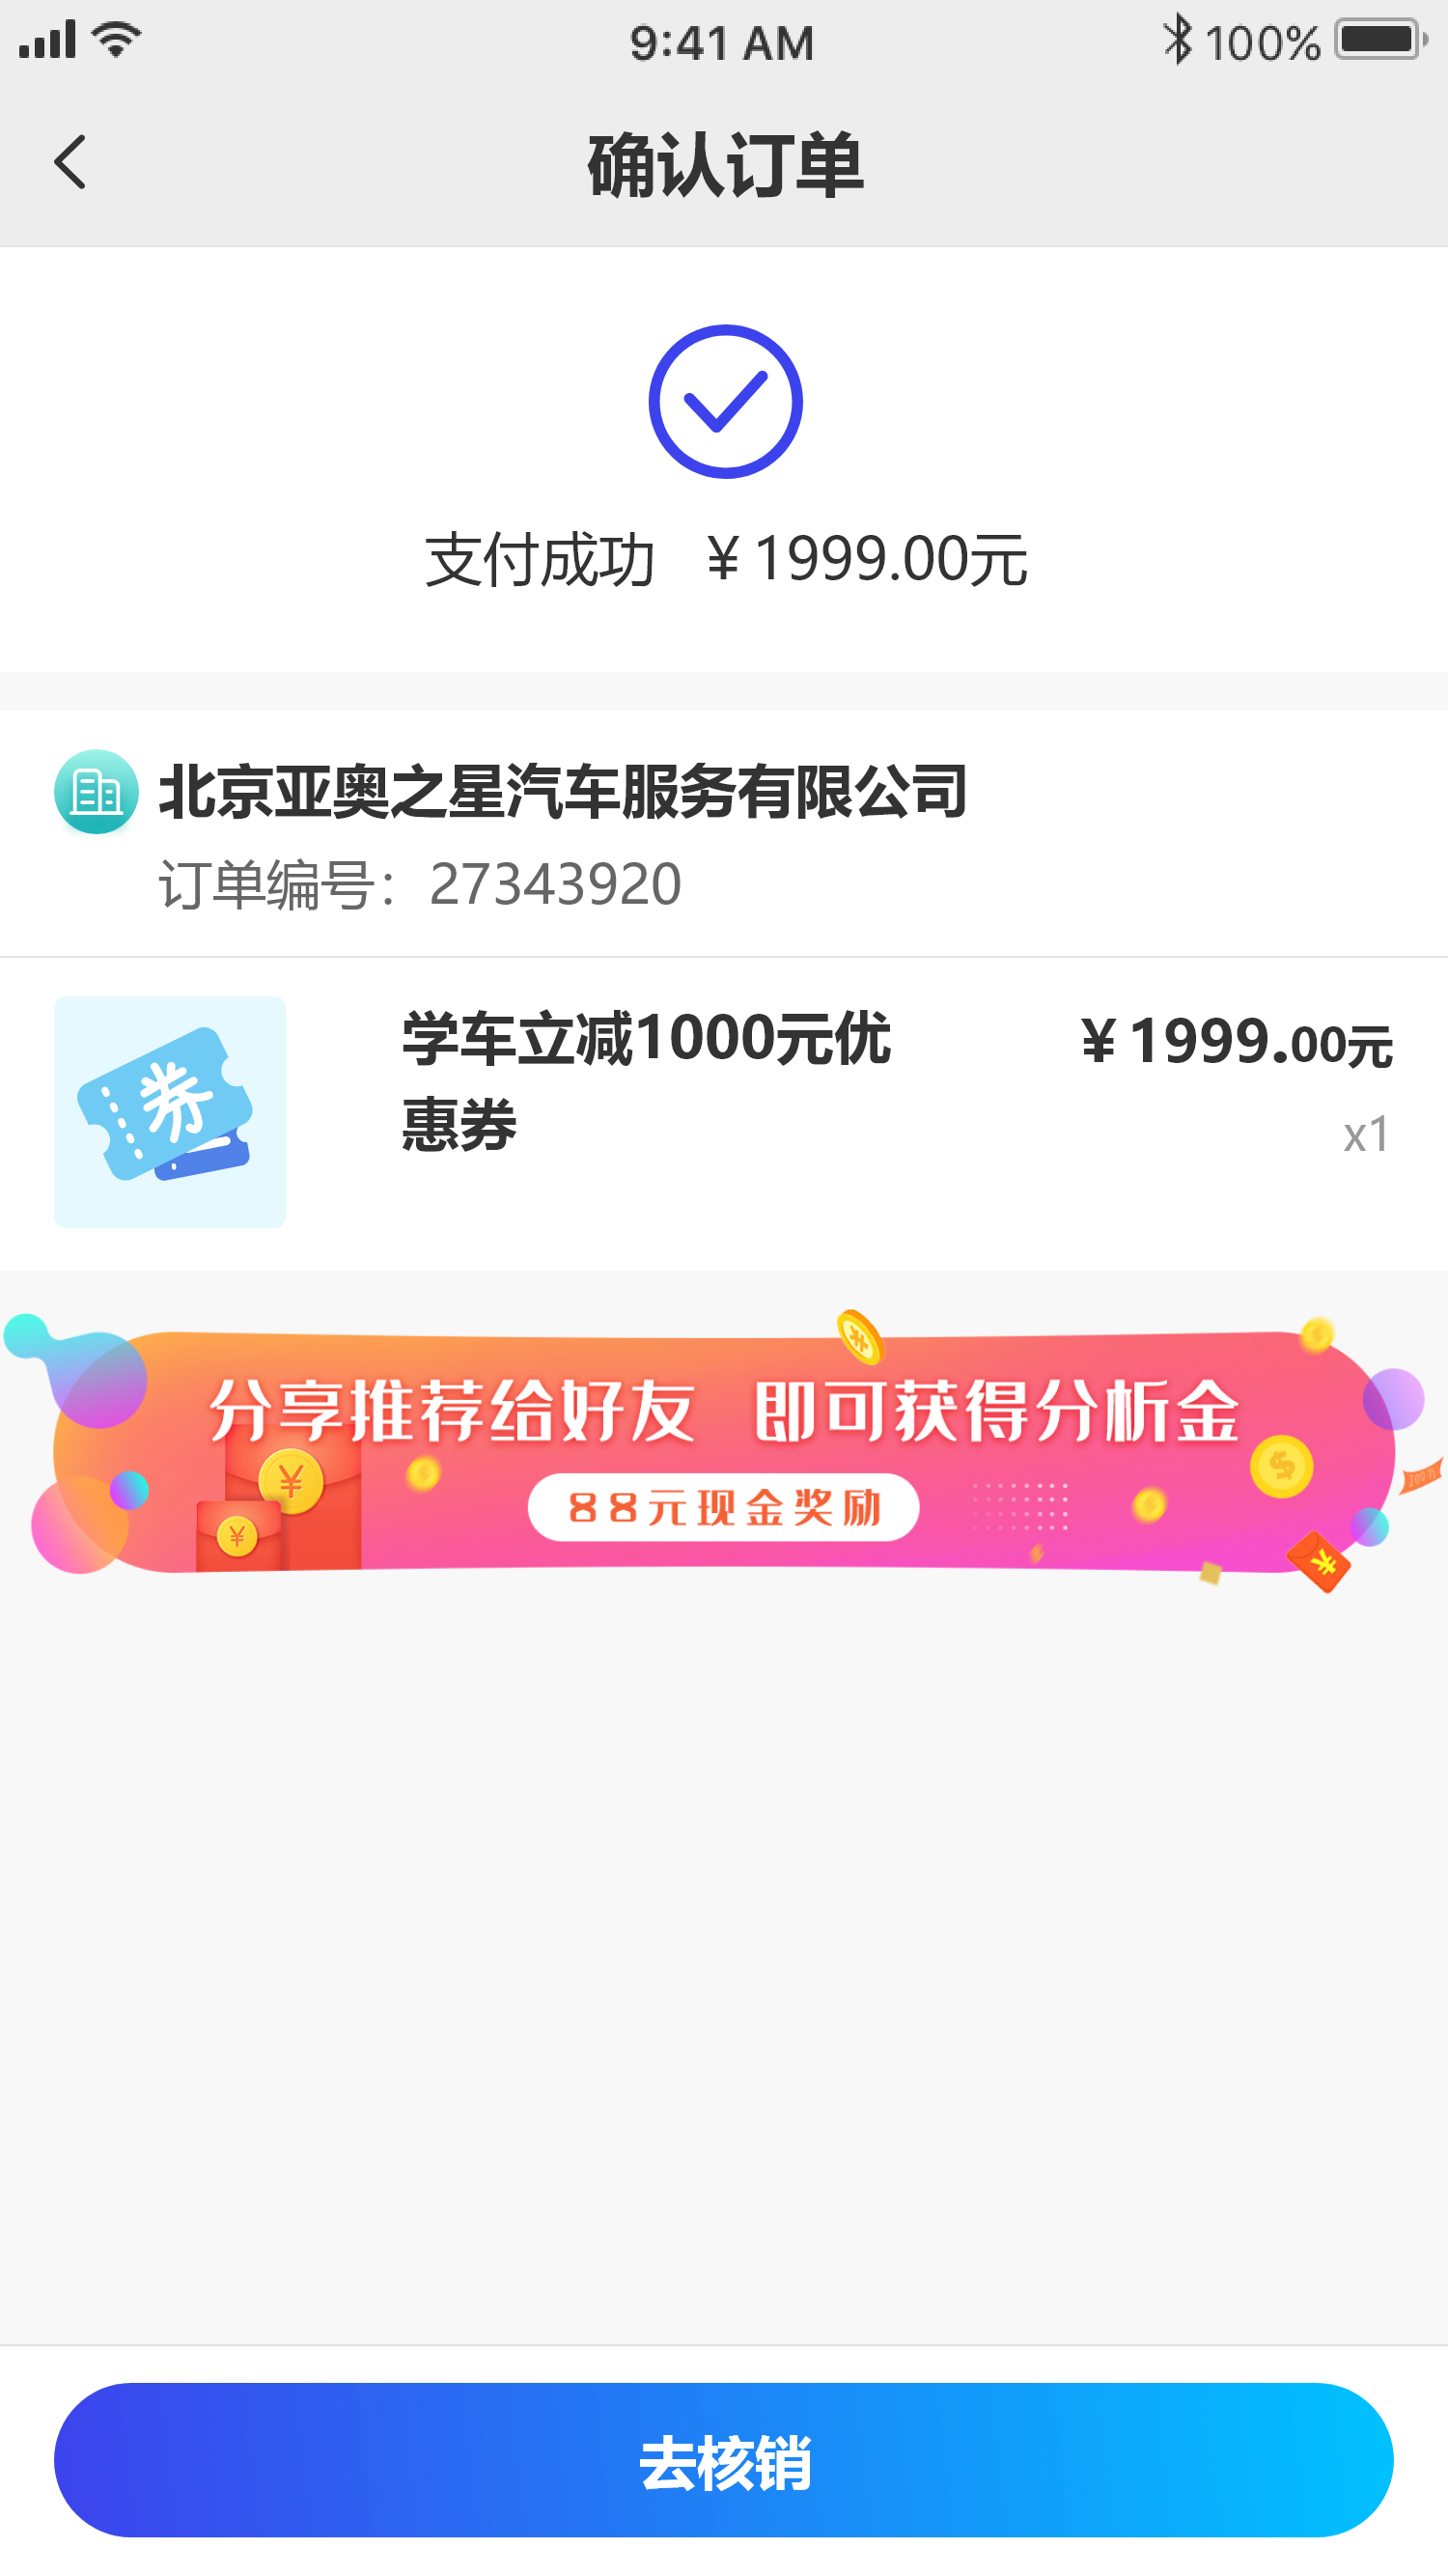 9:41 AM
100%
确认订单
支付成功 ¥1999.00元
北京亚奥之星汽车服务有限公司
订单编号：27343920
券
学车立减1000元优
惠券
¥1999.00元
x1
分享推荐给好友 即可获得分析金
88元现金奖励
去核销